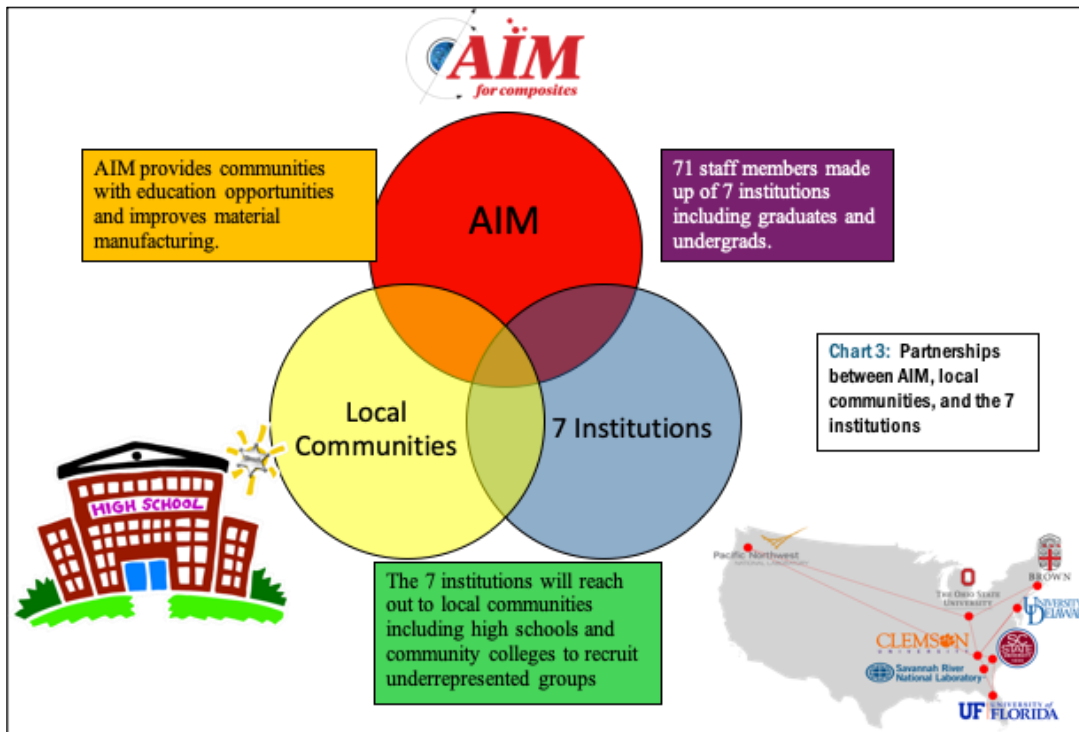 AIM
for composites
AIM provides communities
with education opportunities
and improves material
manufacturing.
71 staff members made
up of 7 institutions
including graduates and
undergrads.
AIM
Local
Communities
7 Institutions
Chart 3: Partnerships
between AIM, local
communities, and the 7
institutions
HIGH SCHOOL
The 7 institutions will reach
out to local communities
including high schools and
community colleges to recruit
underrepresented groups
Pacific Northwest
NATIONAL LABORATORY
THE OHIO STATE
UNIVERSITY
BROWN
UNIVERSITY
DELAWA
CLEMSON
UNIVERSITY
SC
STATE
Savannah River
National Laboratory
UF UNIVERSITY of
FLORIDA